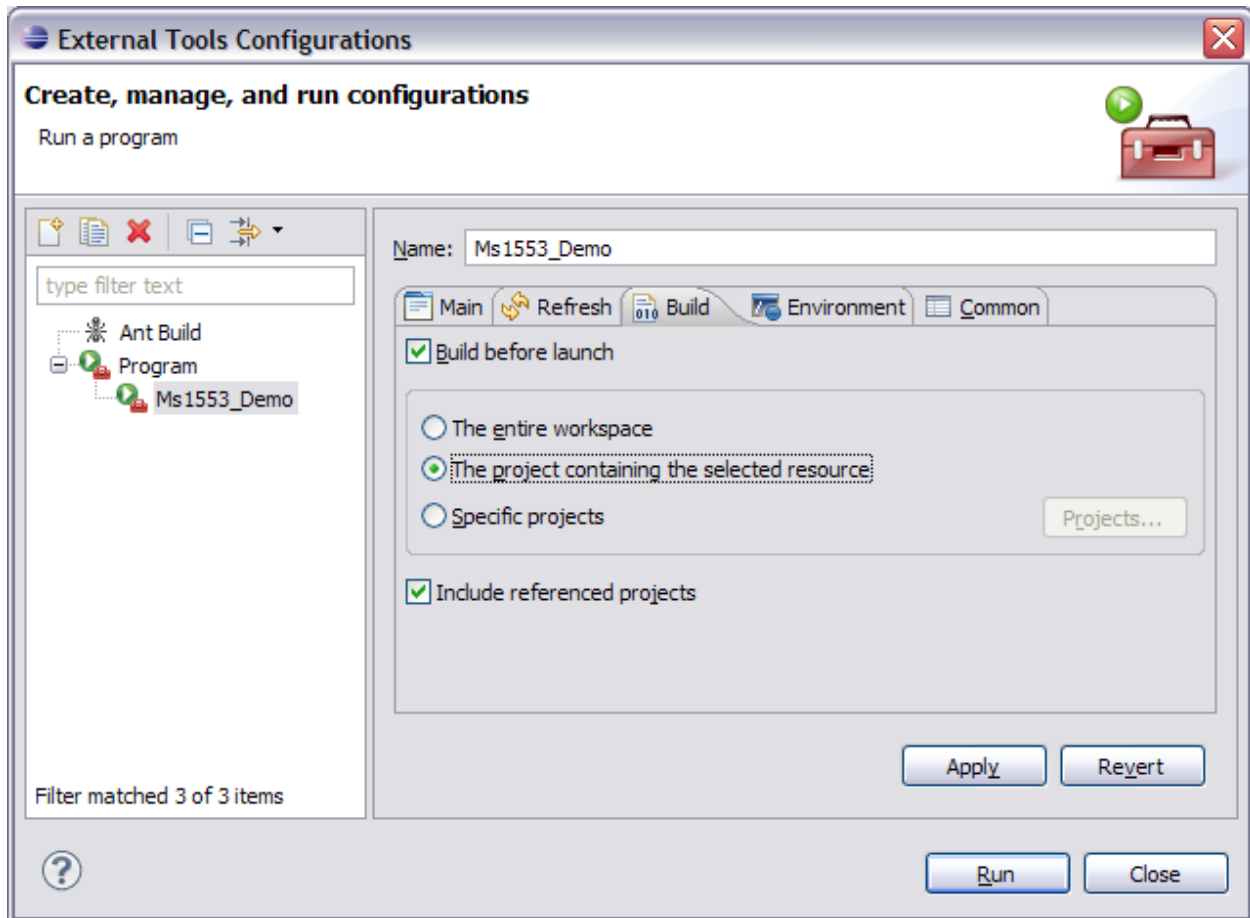 External Tools Configurations
Create, manage, and run configurations
Run a program
type filter text
Ant Build
Program
Ms1553_Demo
Filter matched 3 of 3 items
Name: Ms1553_Demo
Main Refresh 010 Build Environment Common
Build before launch
The entire workspace
The project containing the selected resource
Specific projects Projects...
Include referenced projects
Apply Revert
? Run Close